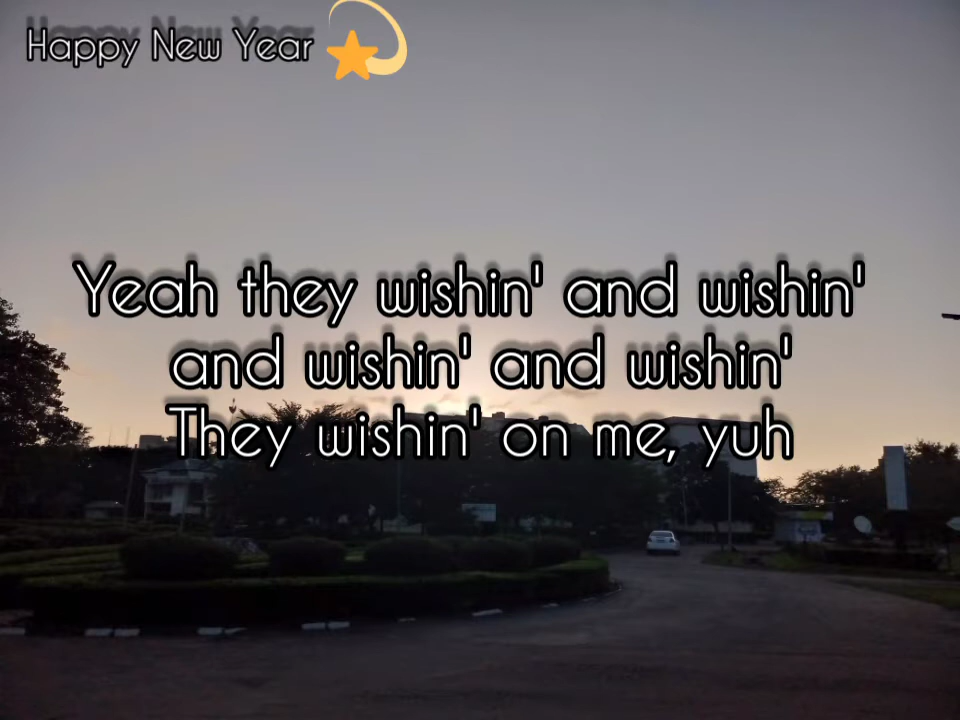 Happy New Year 💫
Yeah they wishin' and wishin'
and wishin' and wishin'
They wishin' on me, yuh